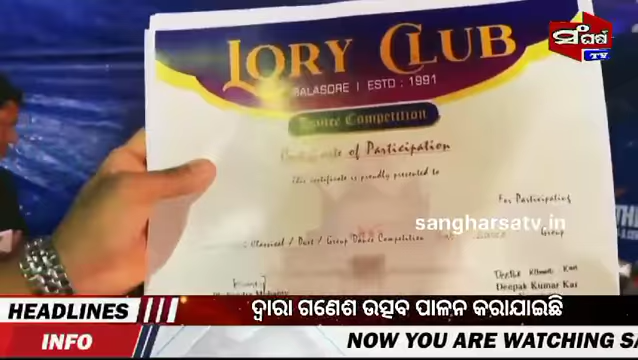 LORY CLUB
BALASORE | ESTD : 1991
Dance Competition
Certificate of Participation
This certificate is proudly presented to
For Participating
Classical / Duet / Group Dance Competition
Group
Deepak Kumar Kar
ସଂଘର୍ଷ
TV
sangharsatv.in
HEADLINES
ଦ୍ୱାରା ଗଣେଶ ଉତ୍ସବ ପାଳନ କରାଯାଇଛି
INFO
NOW YOU ARE WATCHING SA